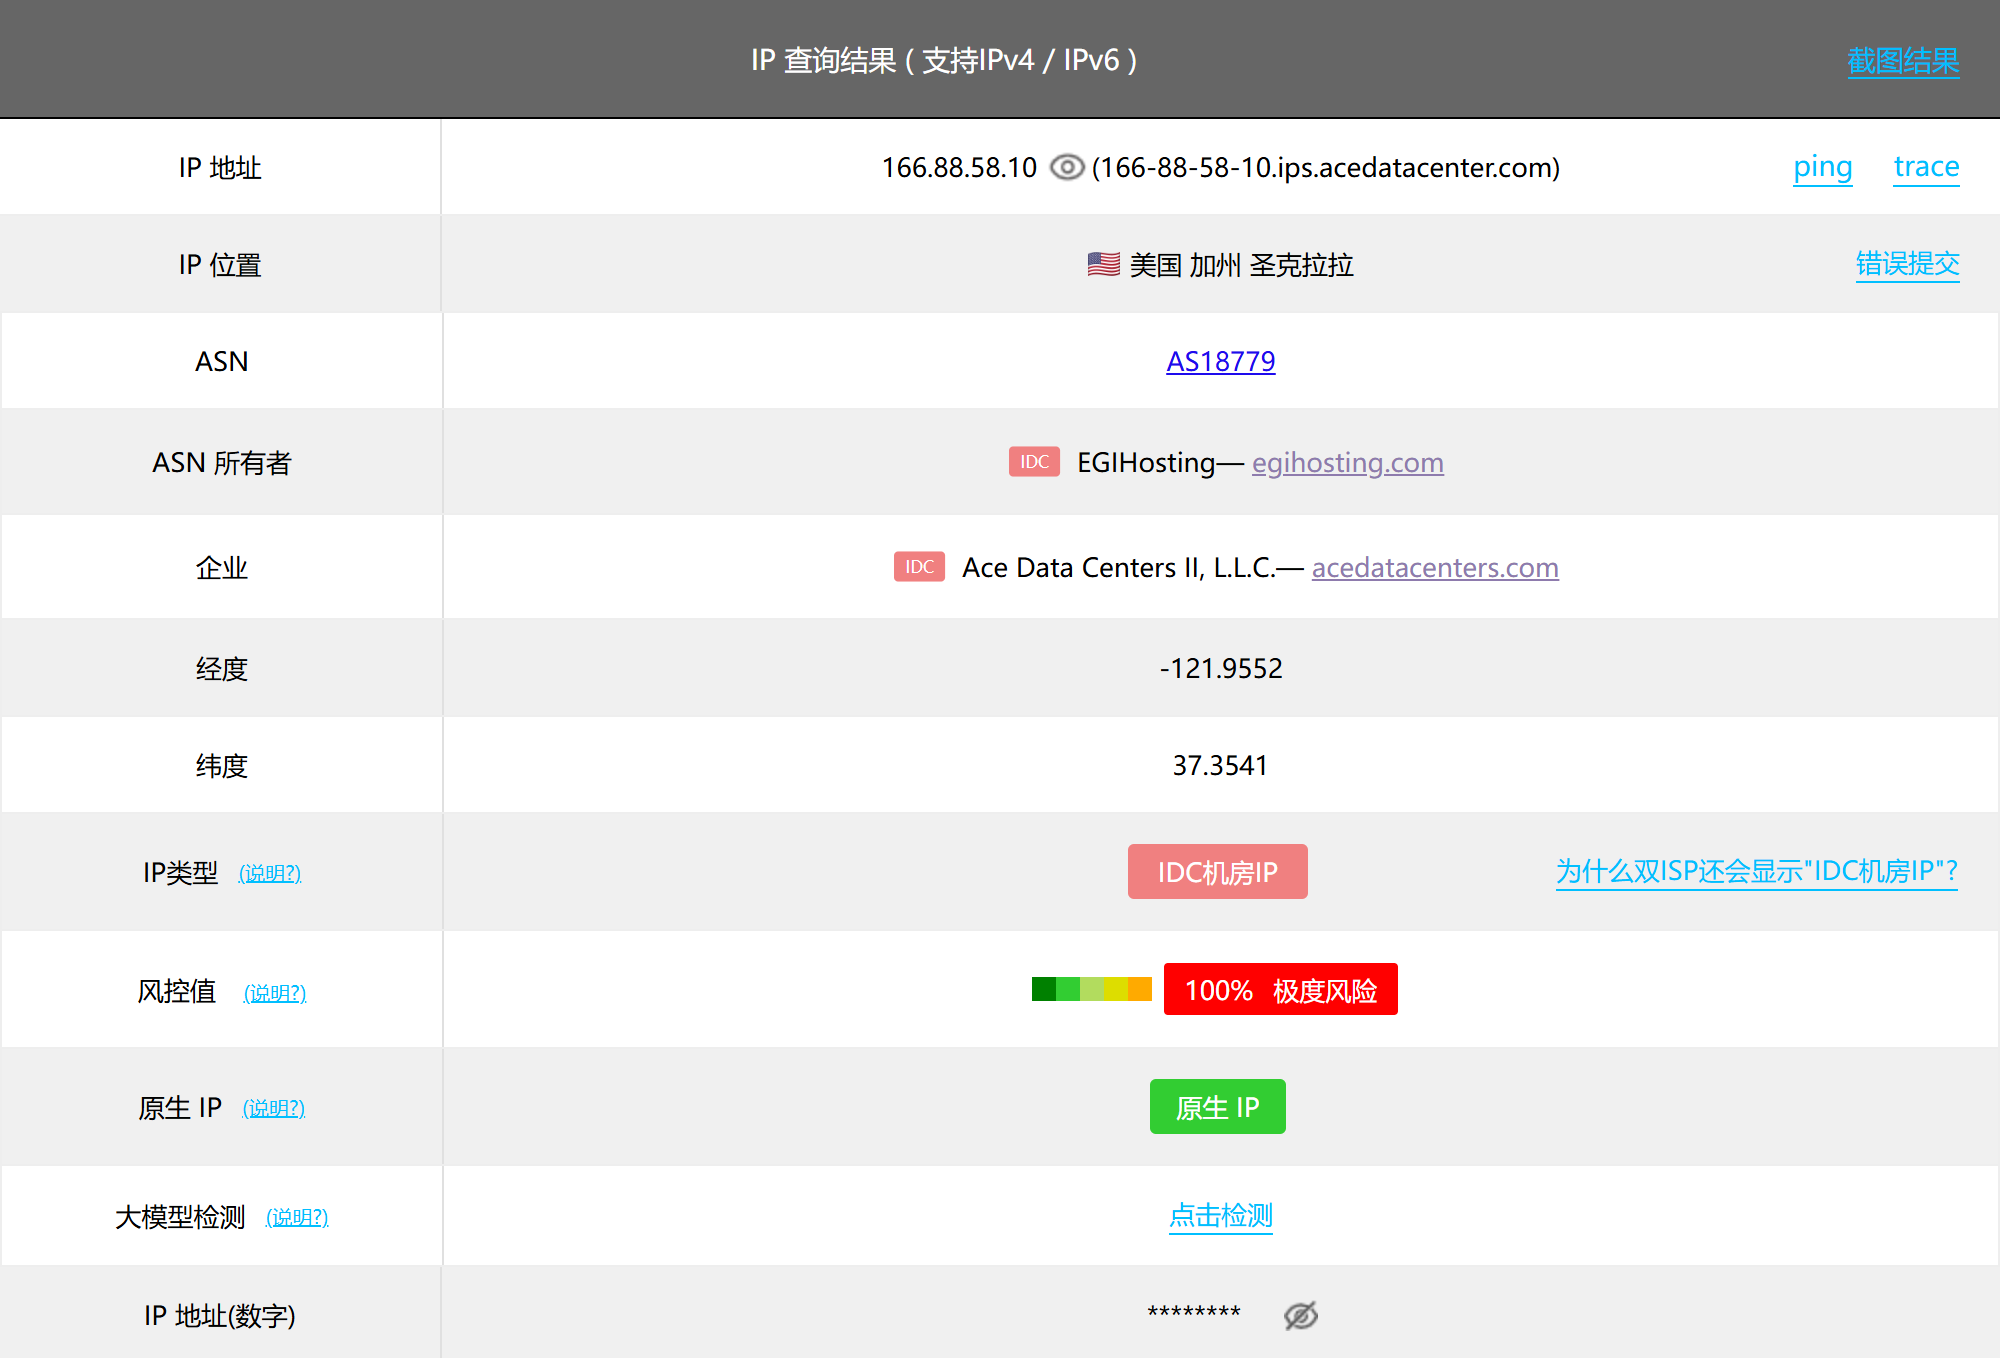 IP 查询结果 ( 支持IPv4 / IPv6 ) 截图结果
IP 地址 166.88.58.10 (166-88-58-10.ips.acedatacenter.com) ping trace
IP 位置 美国 加州 圣克拉拉 错误提交
ASN AS18779
ASN 所有者 IDC EGIHosting— egihosting.com
企业 IDC Ace Data Centers II, L.L.C.— acedatacenters.com
经度 -121.9552
纬度 37.3541
IP类型 (说明?) IDC机房IP 为什么双ISP还会显示"IDC机房IP"?
风控值 (说明?) 100% 极度风险
原生 IP (说明?) 原生 IP
大模型检测 (说明?) 点击检测
IP 地址(数字) ********